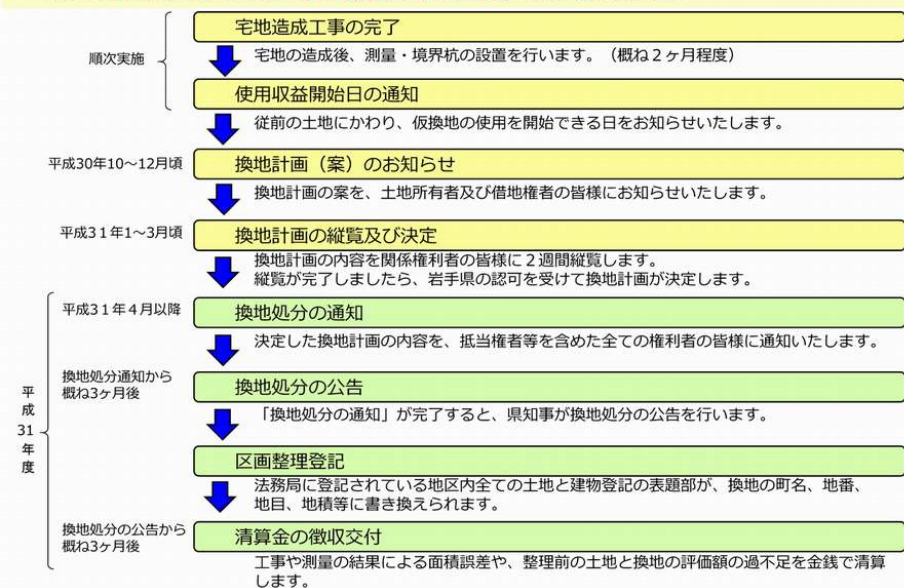 宅地造成工事の完了
順次実施
宅地の造成後、測量・境界杭の設置を行います。（概ね２ヶ月程度）
使用収益開始日の通知
従前の土地にかわり、仮換地の使用を開始できる日をお知らせいたします。
平成30年10～12月頃
換地計画（案）のお知らせ
換地計画の案を、土地所有者及び借地権者の皆様にお知らせいたします。
平成３１年1～3月頃
換地計画の縦覧及び決定
換地計画の内容を関係権利者の皆様に２週間縦覧します。
縦覧が完了しましたら、岩手県の認可を受けて換地計画が決定します。
平成31年度
平成３１年４月以降
換地処分の通知
決定した換地計画の内容を、抵当権者等を含めた全ての権利者の皆様に通知いたします。
換地処分通知から
概ね3ヶ月後
換地処分の公告
「換地処分の通知」が完了すると、県知事が換地処分の公告を行います。
区画整理登記
法務局に登記されている地区内全ての土地と建物登記の表題部が、換地の町名、地番、
地目、地積等に書き換えられます。
換地処分の公告から
概ね3ヶ月後
清算金の徴収交付
工事や測量の結果による面積誤差や、整理前の土地と換地の評価額の過不足を金銭で清算
します。